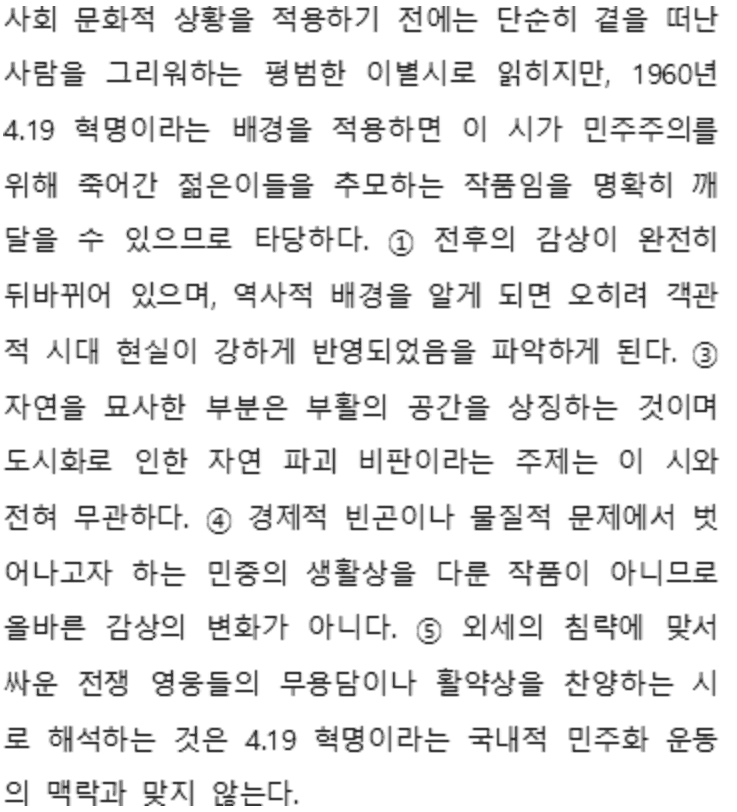 사회 문화적 상황을 적용하기 전에는 단순히 곁을 떠난
사람을 그리워하는 평범한 이별시로 읽히지만, 1960년
4.19 혁명이라는 배경을 적용하면 이 시가 민주주의를
위해 죽어간 젊은이들을 추모하는 작품임을 명확히 깨
달을 수 있으므로 타당하다. ① 전후의 감상이 완전히
뒤바뀌어 있으며, 역사적 배경을 알게 되면 오히려 객관
적 시대 현실이 강하게 반영되었음을 파악하게 된다. ③
자연을 묘사한 부분은 부활의 공간을 상징하는 것이며
도시화로 인한 자연 파괴 비판이라는 주제는 이 시와
전혀 무관하다. ④ 경제적 빈곤이나 물질적 문제에서 벗
어나고자 하는 민중의 생활상을 다룬 작품이 아니므로
올바른 감상의 변화가 아니다. ⑤ 외세의 침략에 맞서
싸운 전쟁 영웅들의 무용담이나 활약상을 찬양하는 시
로 해석하는 것은 4.19 혁명이라는 국내적 민주화 운동
의 맥락과 맞지 않는다.